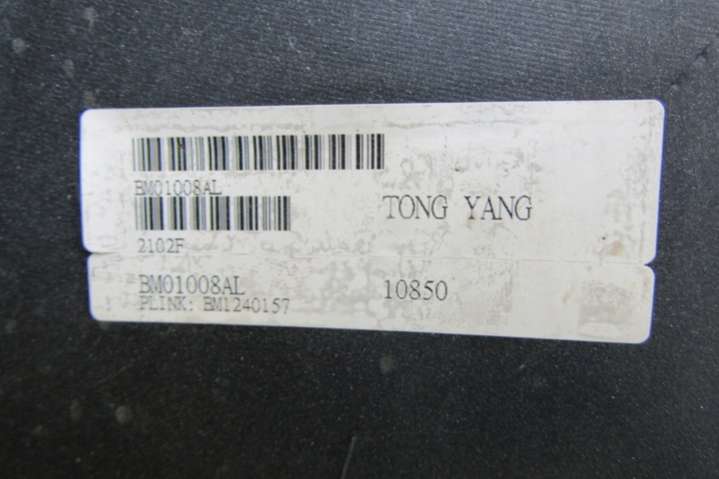 BM01008AL
TONG YANG
2102F
BM01008AL 10850
PLINK: BM1240157